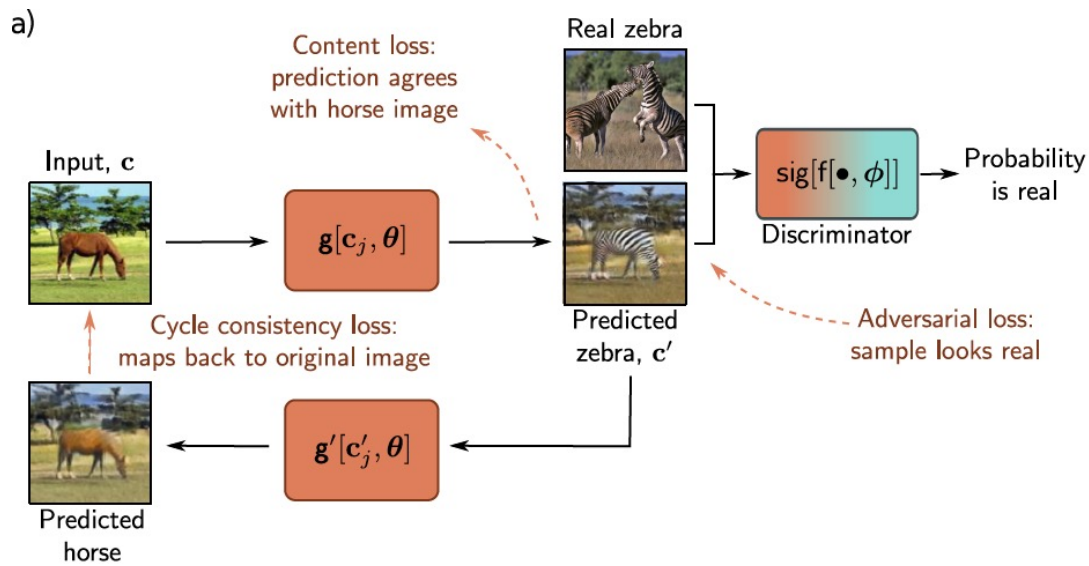 a)
Content loss:
prediction agrees
with horse image
Real zebra
Input, c
g[c_j, θ]
sig[f[•, ϕ]]
Discriminator
Probability
is real
Cycle consistency loss:
maps back to original image
Predicted
zebra, c′
Adversarial loss:
sample looks real
g′[c′_j, θ]
Predicted
horse